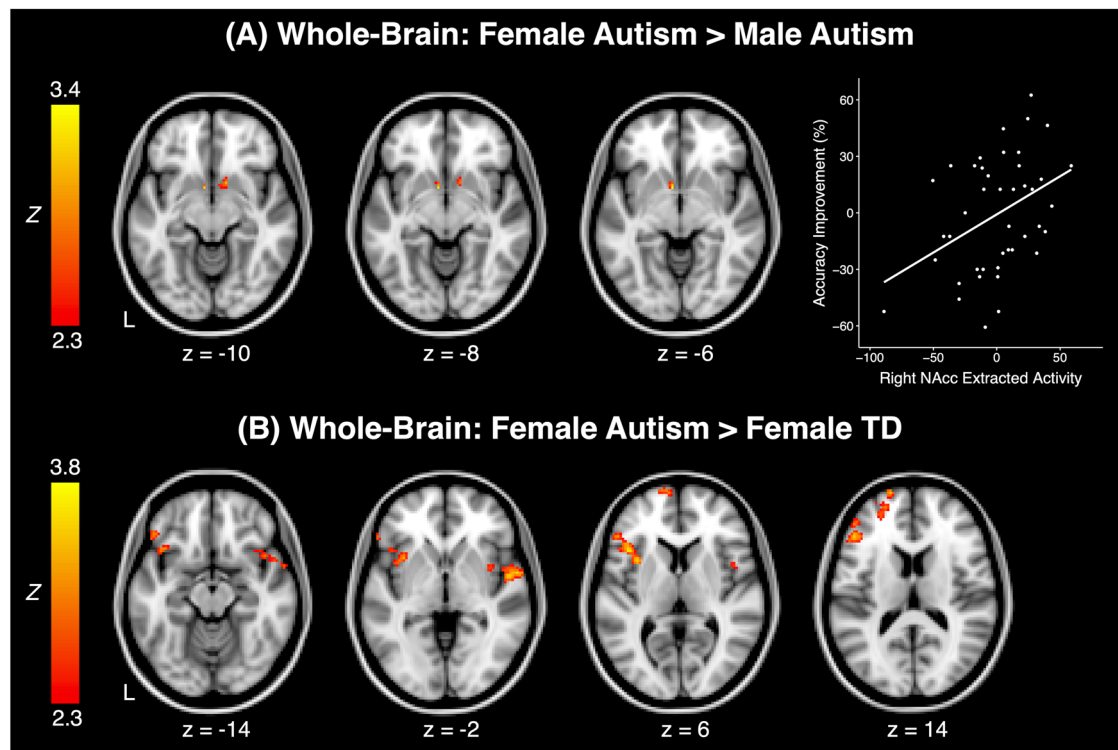 (A) Whole-Brain: Female Autism > Male Autism
3.4
Z
2.3
L
z = -10
z = -8
z = -6
Accuracy Improvement (%)
60
30
0
−30
−60
−100
−50
0
50
Right NAcc Extracted Activity
(B) Whole-Brain: Female Autism > Female TD
3.8
Z
2.3
L
z = -14
z = -2
z = 6
z = 14